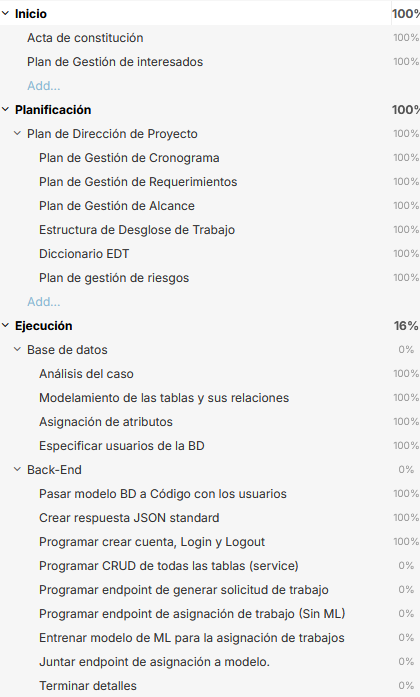 Inicio 100%
Acta de constitución 100%
Plan de Gestión de interesados 100%
Add...
Planificación 100%
Plan de Dirección de Proyecto 100%
Plan de Gestión de Cronograma 100%
Plan de Gestión de Requerimientos 100%
Plan de Gestión de Alcance 100%
Estructura de Desglose de Trabajo 100%
Diccionario EDT 100%
Plan de gestión de riesgos 100%
Add...
Ejecución 16%
Base de datos 0%
Análisis del caso 100%
Modelamiento de las tablas y sus relaciones 100%
Asignación de atributos 100%
Especificar usuarios de la BD 100%
Back-End 0%
Pasar modelo BD a Código con los usuarios 100%
Crear respuesta JSON standard 100%
Programar crear cuenta, Login y Logout 100%
Programar CRUD de todas las tablas (service) 0%
Programar endpoint de generar solicitud de trabajo 0%
Programar endpoint de asignación de trabajo (Sin ML) 0%
Entrenar modelo de ML para la asignación de trabajos 0%
Juntar endpoint de asignación a modelo. 0%
Terminar detalles 0%